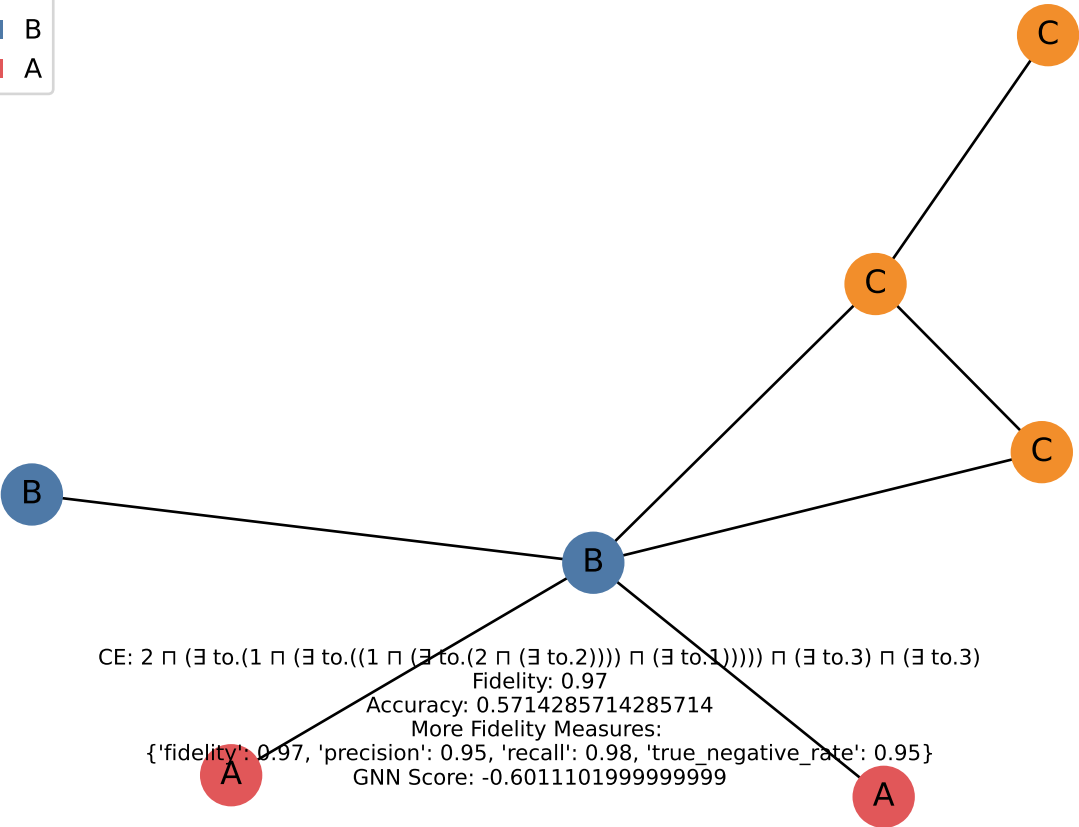 B
A
C
C
C
B
B
CE: 2 ⊓ (∃ to.(1 ⊓ (∃ to.((1 ⊓ (∃ to.(2 ⊓ (∃ to.2)))) ⊓ (∃ to.1))))) ⊓ (∃ to.3) ⊓ (∃ to.3)
Fidelity: 0.97
Accuracy: 0.5714285714285714
More Fidelity Measures:
{'fidelity': 0.97, 'precision': 0.95, 'recall': 0.98, 'true_negative_rate': 0.95}
GNN Score: -0.6011101999999999
A
A